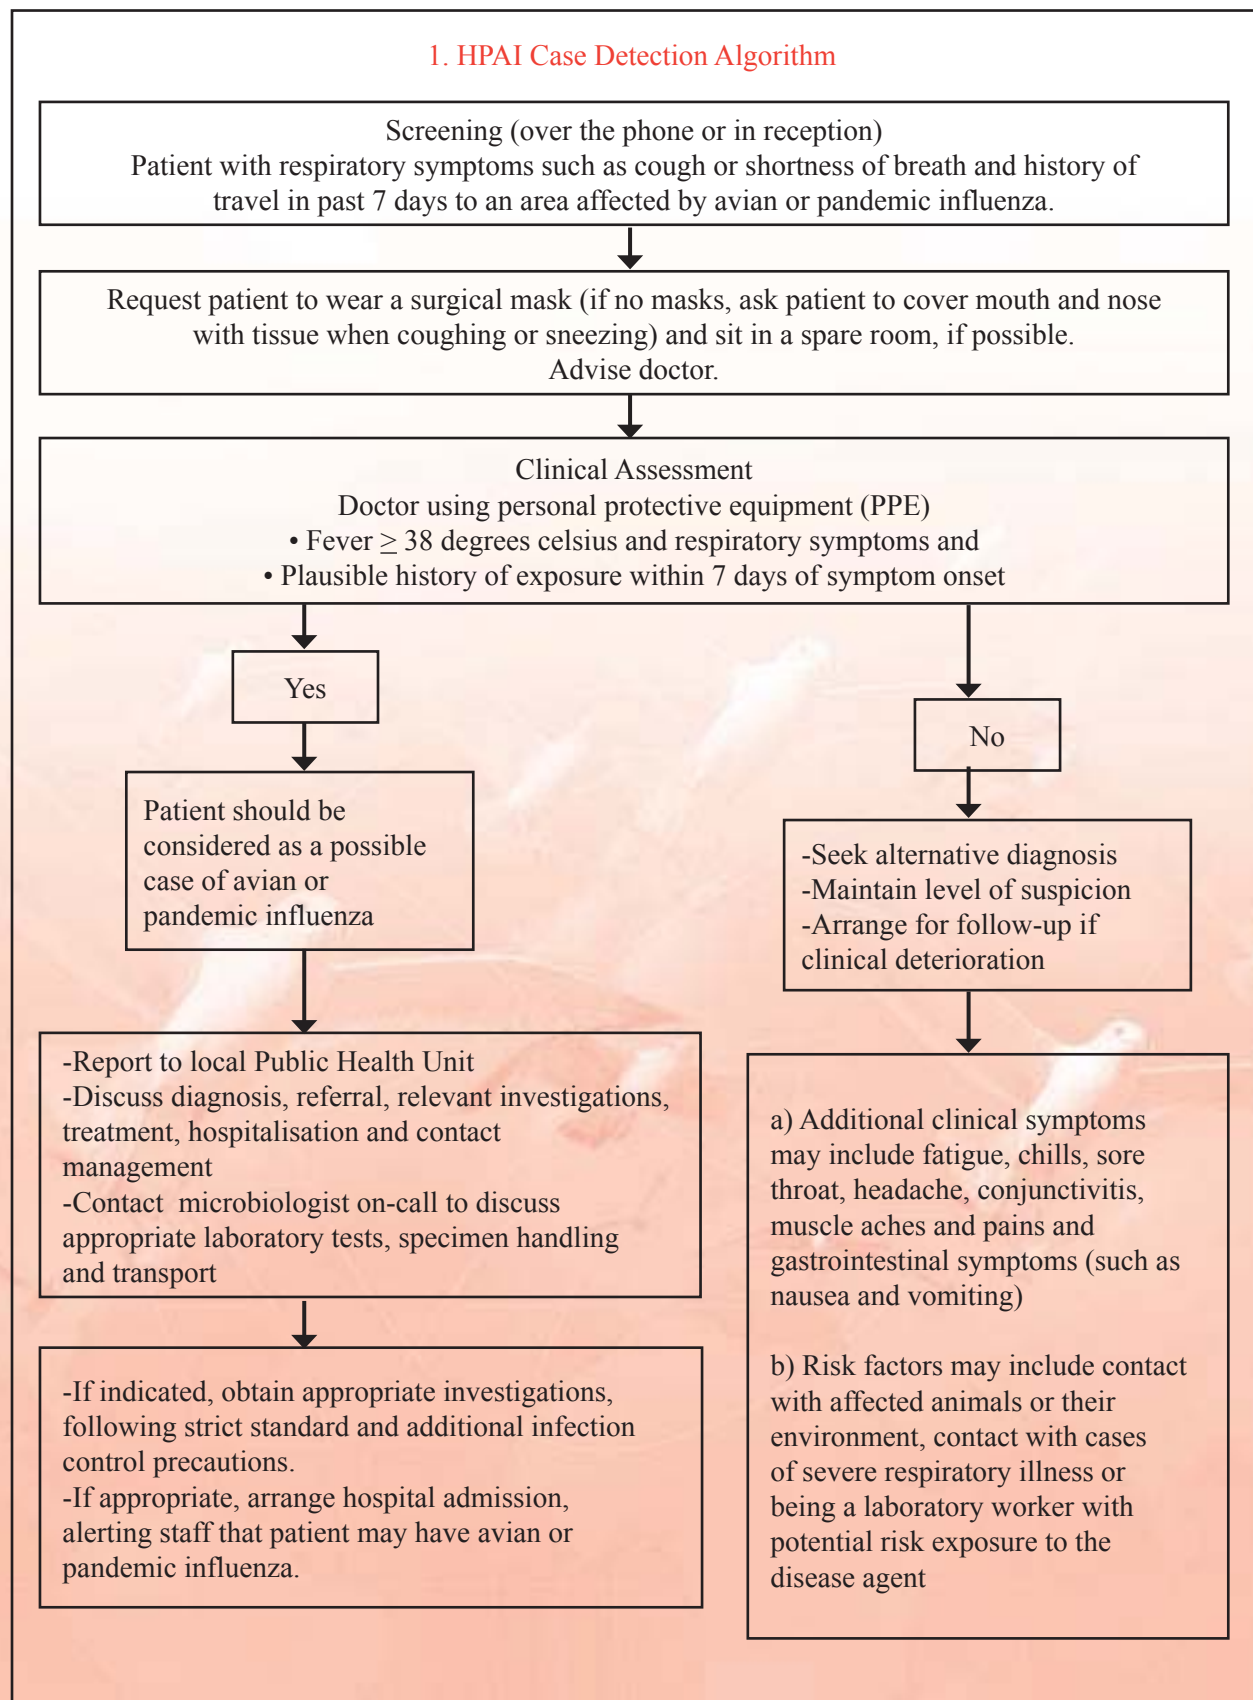 1. HPAI Case Detection Algorithm
Screening (over the phone or in reception)
Patient with respiratory symptoms such as cough or shortness of breath and history of
travel in past 7 days to an area affected by avian or pandemic influenza.
Request patient to wear a surgical mask (if no masks, ask patient to cover mouth and nose
with tissue when coughing or sneezing) and sit in a spare room, if possible.
Advise doctor.
Clinical Assessment
Doctor using personal protective equipment (PPE)
• Fever ≥ 38 degrees celsius and respiratory symptoms and
• Plausible history of exposure within 7 days of symptom onset
Yes
Patient should be
considered as a possible
case of avian or
pandemic influenza
-Report to local Public Health Unit
-Discuss diagnosis, referral, relevant investigations,
treatment, hospitalisation and contact
management
-Contact microbiologist on-call to discuss
appropriate laboratory tests, specimen handling
and transport
-If indicated, obtain appropriate investigations,
following strict standard and additional infection
control precautions.
-If appropriate, arrange hospital admission,
alerting staff that patient may have avian or
pandemic influenza.
No
-Seek alternative diagnosis
-Maintain level of suspicion
-Arrange for follow-up if
clinical deterioration
a) Additional clinical symptoms
may include fatigue, chills, sore
throat, headache, conjunctivitis,
muscle aches and pains and
gastrointestinal symptoms (such as
nausea and vomiting)
b) Risk factors may include contact
with affected animals or their
environment, contact with cases
of severe respiratory illness or
being a laboratory worker with
potential risk exposure to the
disease agent